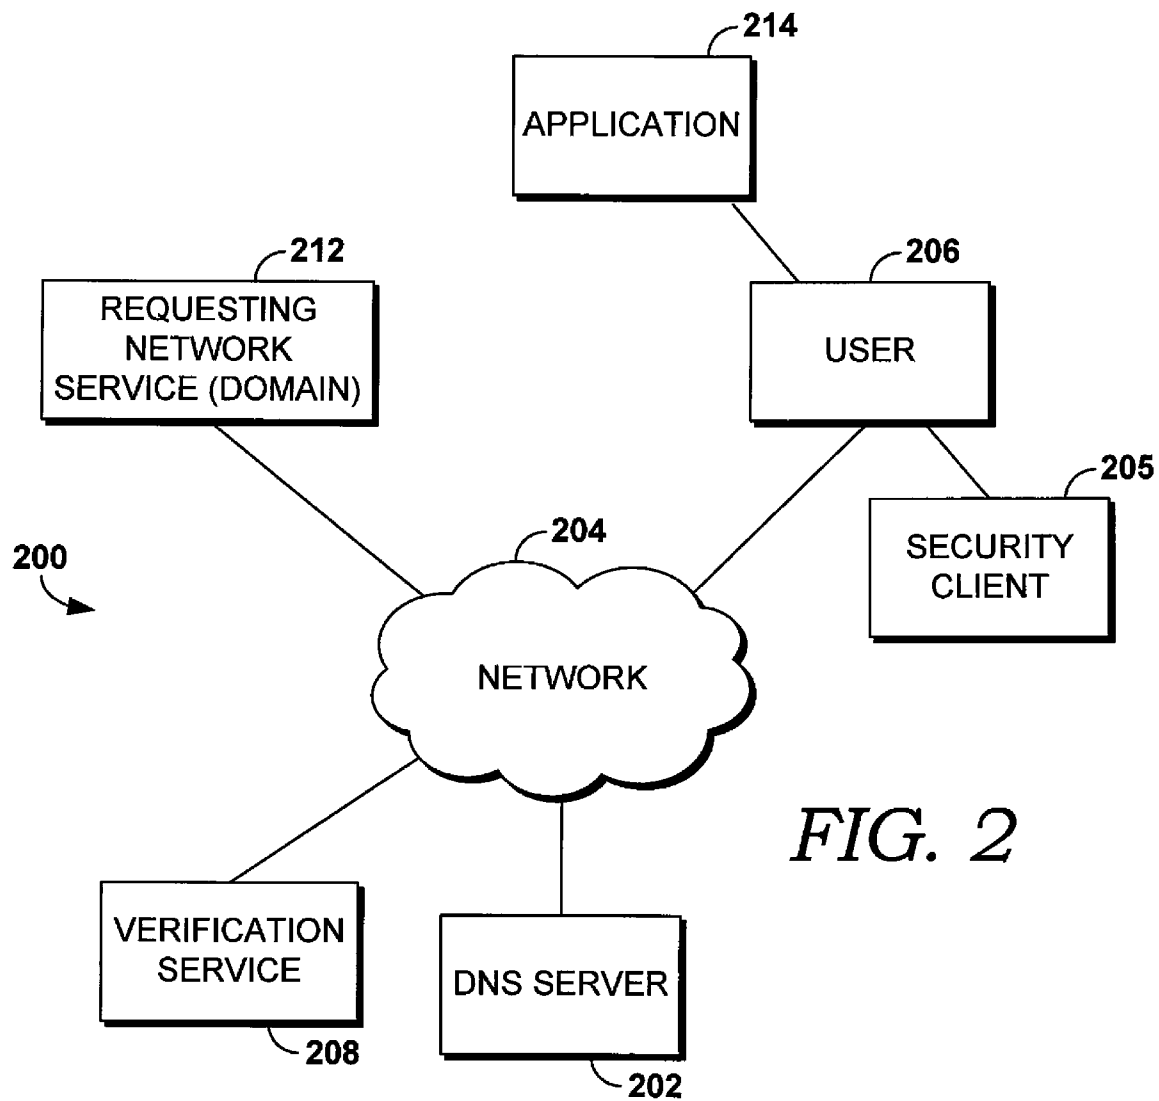 214
APPLICATION
212
REQUESTING
NETWORK
SERVICE (DOMAIN)
206
USER
205
SECURITY
CLIENT
200
204
NETWORK
FIG. 2
VERIFICATION
SERVICE
208
DNS SERVER
202